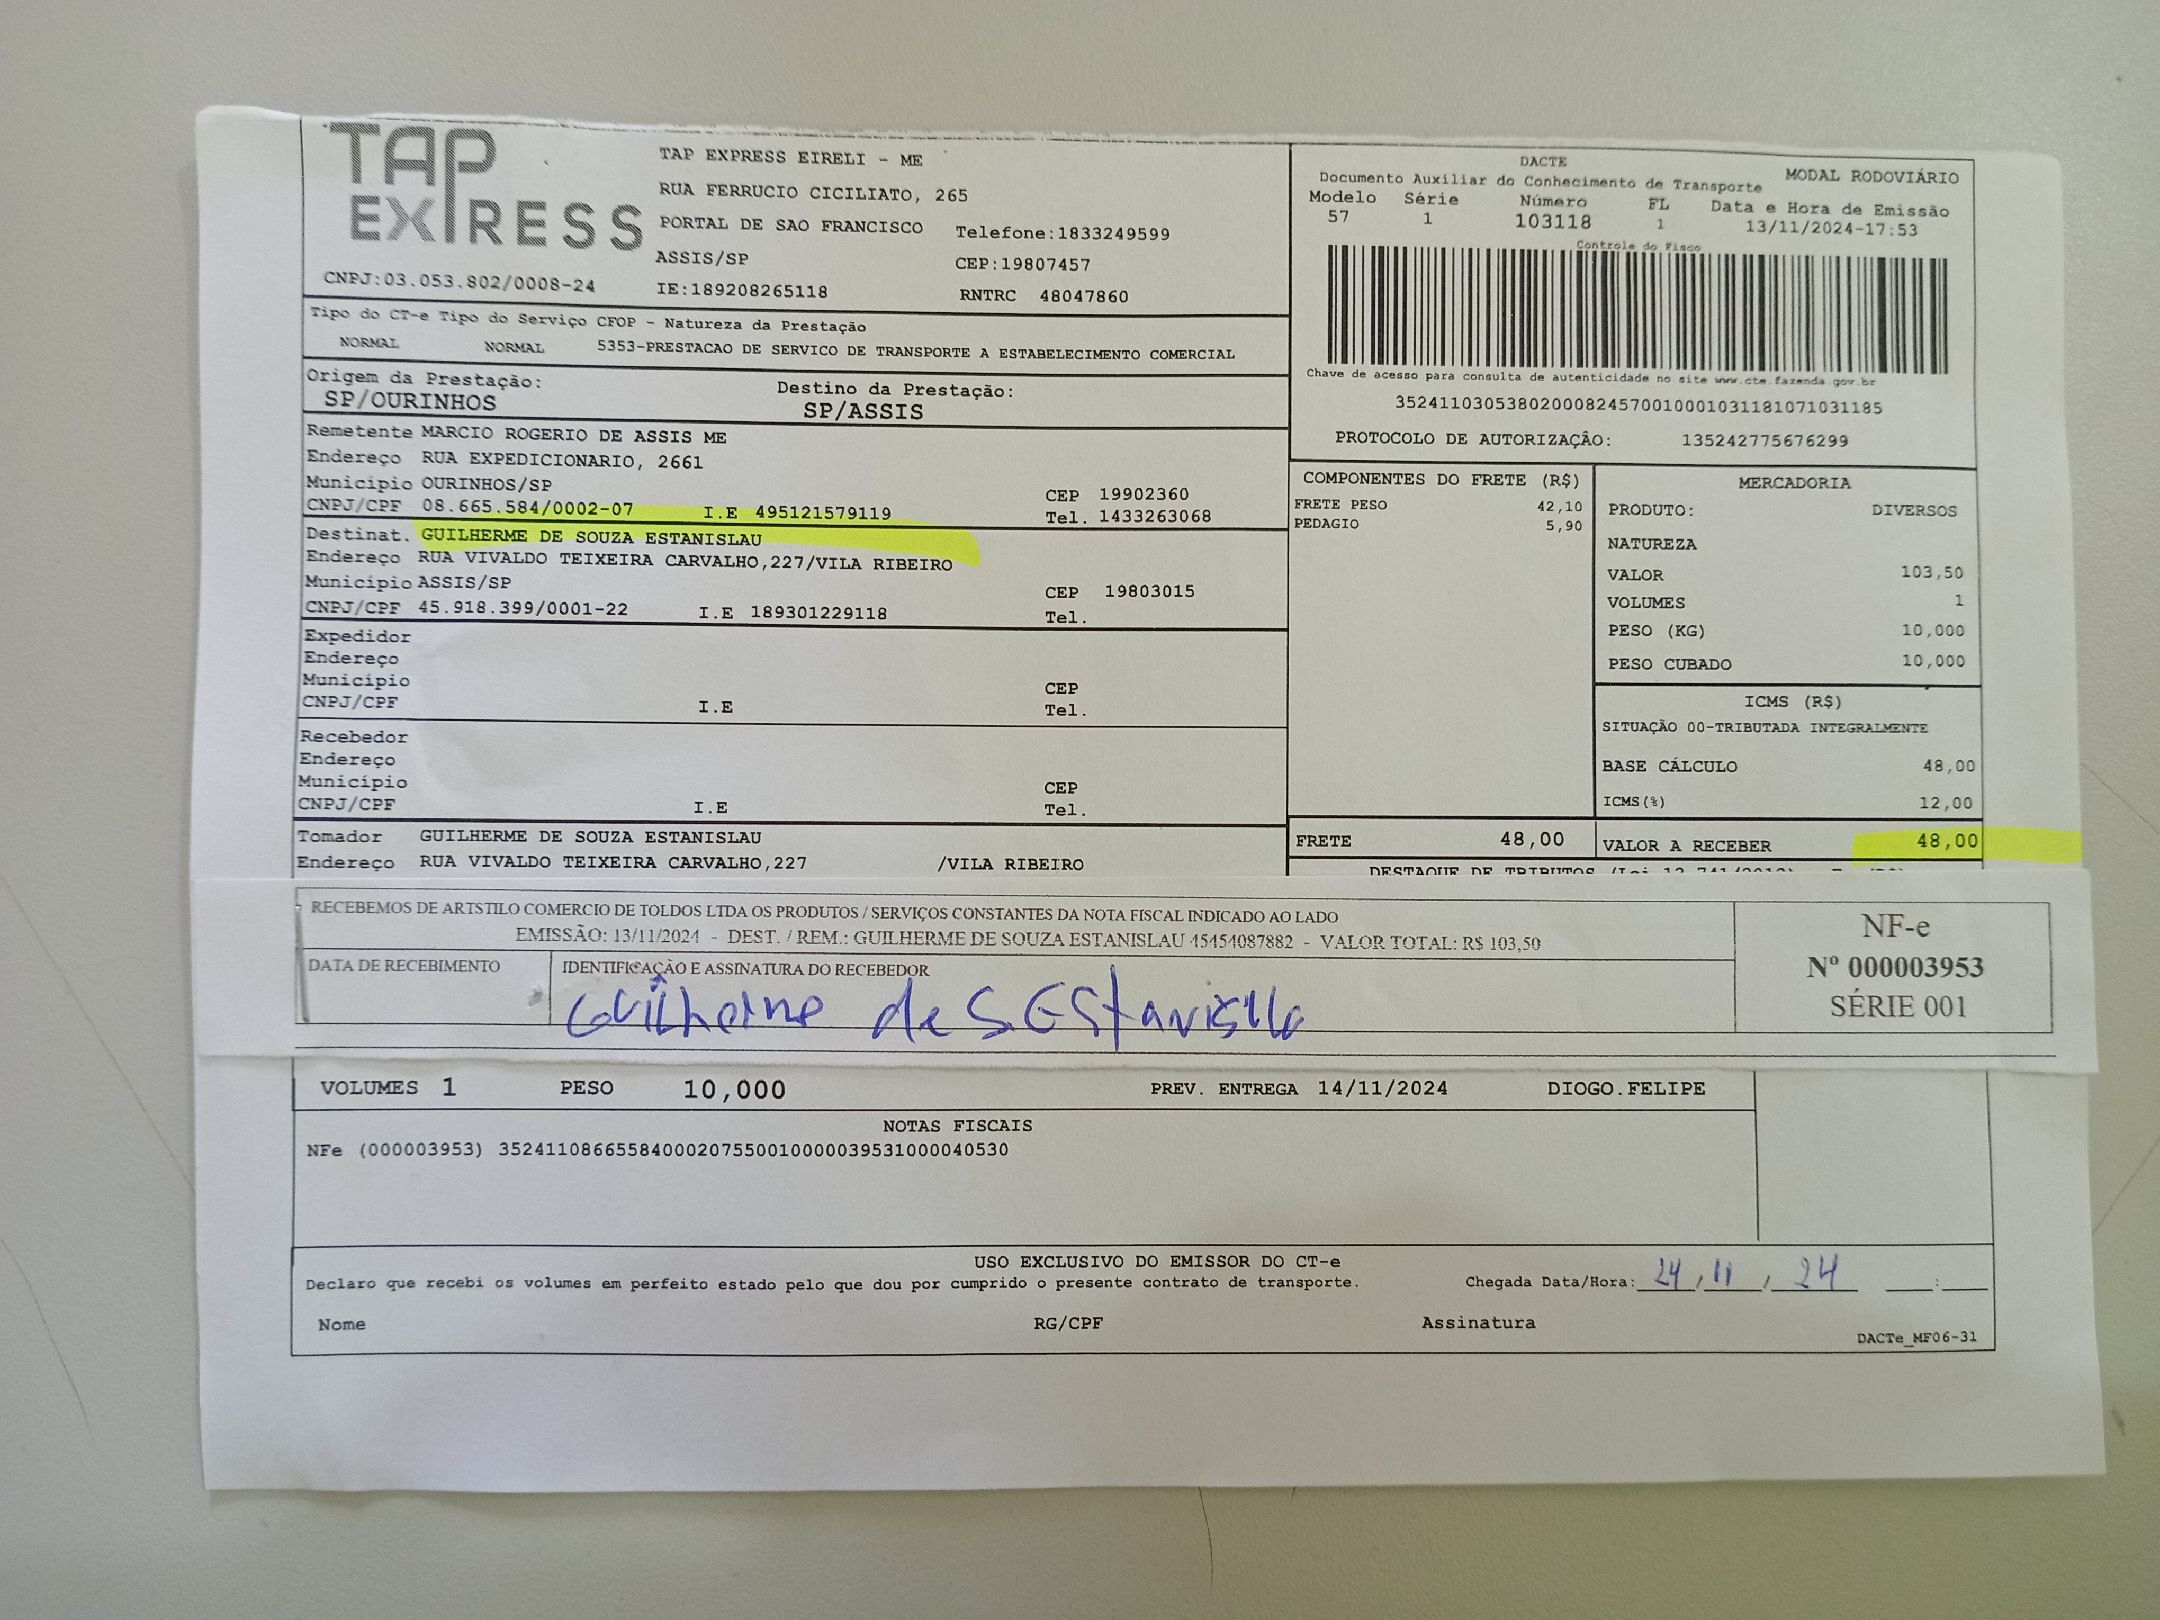 TAP
EXPRESS
CNPJ:03.053.802/0008-24
TAP EXPRESS EIRELI - ME
RUA FERRUCIO CICILIATO, 265
PORTAL DE SAO FRANCISCO Telefone:1833249599
ASSIS/SP CEP:19807457
IE:189208265118 RNTRC 48047860
DACTE
Documento Auxiliar do Conhecimento de Transporte MODAL RODOVIÁRIO
Modelo Série Número FL Data e Hora de Emissão
57 1 103118 1 13/11/2024-17:53
Controle do Fisco
Chave de acesso para consulta de autenticidade no site www.cte.fazenda.gov.br
35241103053802000824570010001031181071031185
PROTOCOLO DE AUTORIZAÇÃO: 135242775676299
Tipo do CT-e Tipo do Serviço CFOP - Natureza da Prestação
NORMAL NORMAL 5353-PRESTACAO DE SERVICO DE TRANSPORTE A ESTABELECIMENTO COMERCIAL
Origem da Prestação: Destino da Prestação:
SP/OURINHOS SP/ASSIS
Remetente MARCIO ROGERIO DE ASSIS ME
Endereço RUA EXPEDICIONARIO, 2661
Município OURINHOS/SP CEP 19902360
CNPJ/CPF 08.665.584/0002-07 I.E 495121579119 Tel. 1433263068
Destinat. GUILHERME DE SOUZA ESTANISLAU
Endereço RUA VIVALDO TEIXEIRA CARVALHO,227/VILA RIBEIRO
Município ASSIS/SP CEP 19803015
CNPJ/CPF 45.918.399/0001-22 I.E 189301229118 Tel.
Expedidor
Endereço
Município CEP
CNPJ/CPF I.E Tel.
Recebedor
Endereço
Município CEP
CNPJ/CPF I.E Tel.
Tomador GUILHERME DE SOUZA ESTANISLAU
Endereço RUA VIVALDO TEIXEIRA CARVALHO,227 /VILA RIBEIRO
COMPONENTES DO FRETE (R$)
FRETE PESO 42,10
PEDAGIO 5,90
MERCADORIA
PRODUTO: DIVERSOS
NATUREZA
VALOR 103,50
VOLUMES 1
PESO (KG) 10,000
PESO CUBADO 10,000
ICMS (R$)
SITUAÇÃO 00-TRIBUTADA INTEGRALMENTE
BASE CÁLCULO 48,00
ICMS(%) 12,00
FRETE 48,00 VALOR A RECEBER 48,00
DESTAQUE DE TRIBUTOS (Lei 12.741/2012)
RECEBEMOS DE ARTSTILO COMERCIO DE TOLDOS LTDA OS PRODUTOS / SERVIÇOS CONSTANTES DA NOTA FISCAL INDICADO AO LADO
EMISSÃO: 13/11/2024 - DEST. / REM.: GUILHERME DE SOUZA ESTANISLAU 45454087882 - VALOR TOTAL: R$ 103,50
DATA DE RECEBIMENTO IDENTIFICAÇÃO E ASSINATURA DO RECEBEDOR
Guilherme de S. Estanislau
NF-e
Nº 000003953
SÉRIE 001
VOLUMES 1 PESO 10,000 PREV. ENTREGA 14/11/2024 DIOGO.FELIPE
NOTAS FISCAIS
NFe (000003953) 35241108665584000207550010000039531000040530
USO EXCLUSIVO DO EMISSOR DO CT-e
Declaro que recebi os volumes em perfeito estado pelo que dou por cumprido o presente contrato de transporte. Chegada Data/Hora: 24, 11, 24 :
Nome RG/CPF Assinatura
DACTe_MF06-31